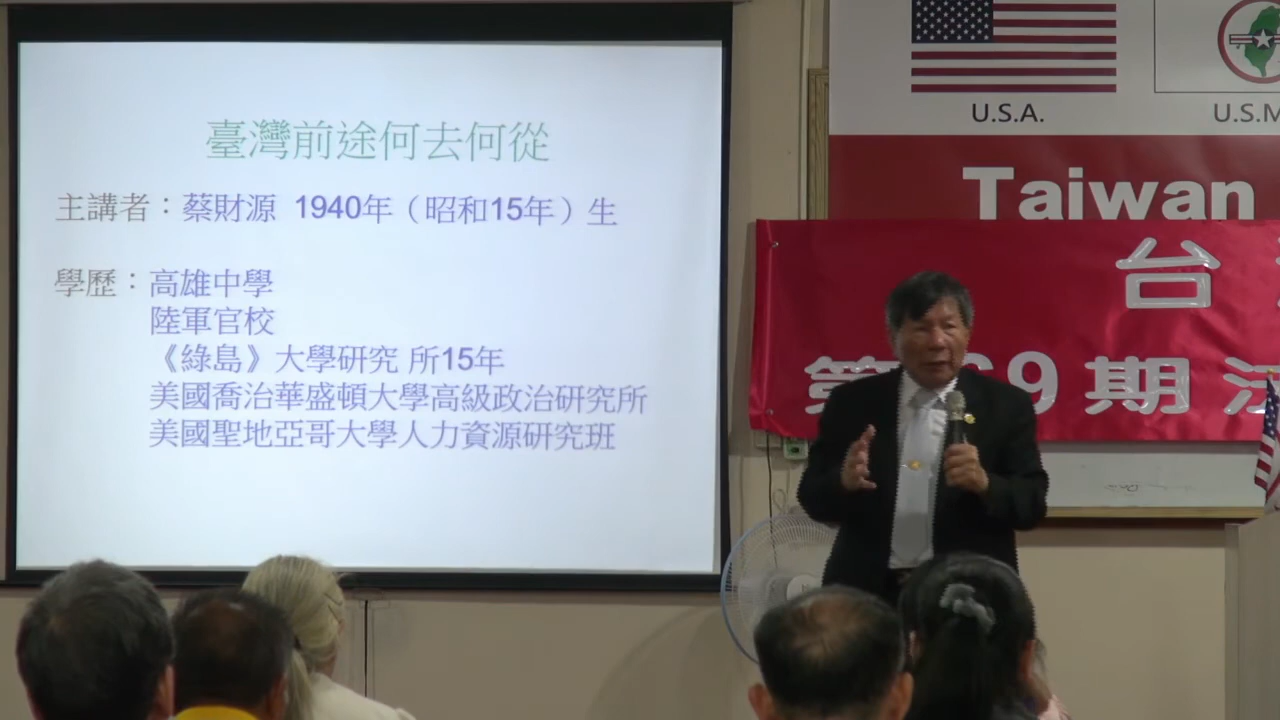 臺灣前途何去何從
主講者：蔡財源 1940年（昭和15年）生
學歷：高雄中學
陸軍官校
《綠島》大學研究 所15年
美國喬治華盛頓大學高級政治研究所
美國聖地亞哥大學人力資源研究班
U.S.A.
U.S.M
Taiwan
台
第 69期法